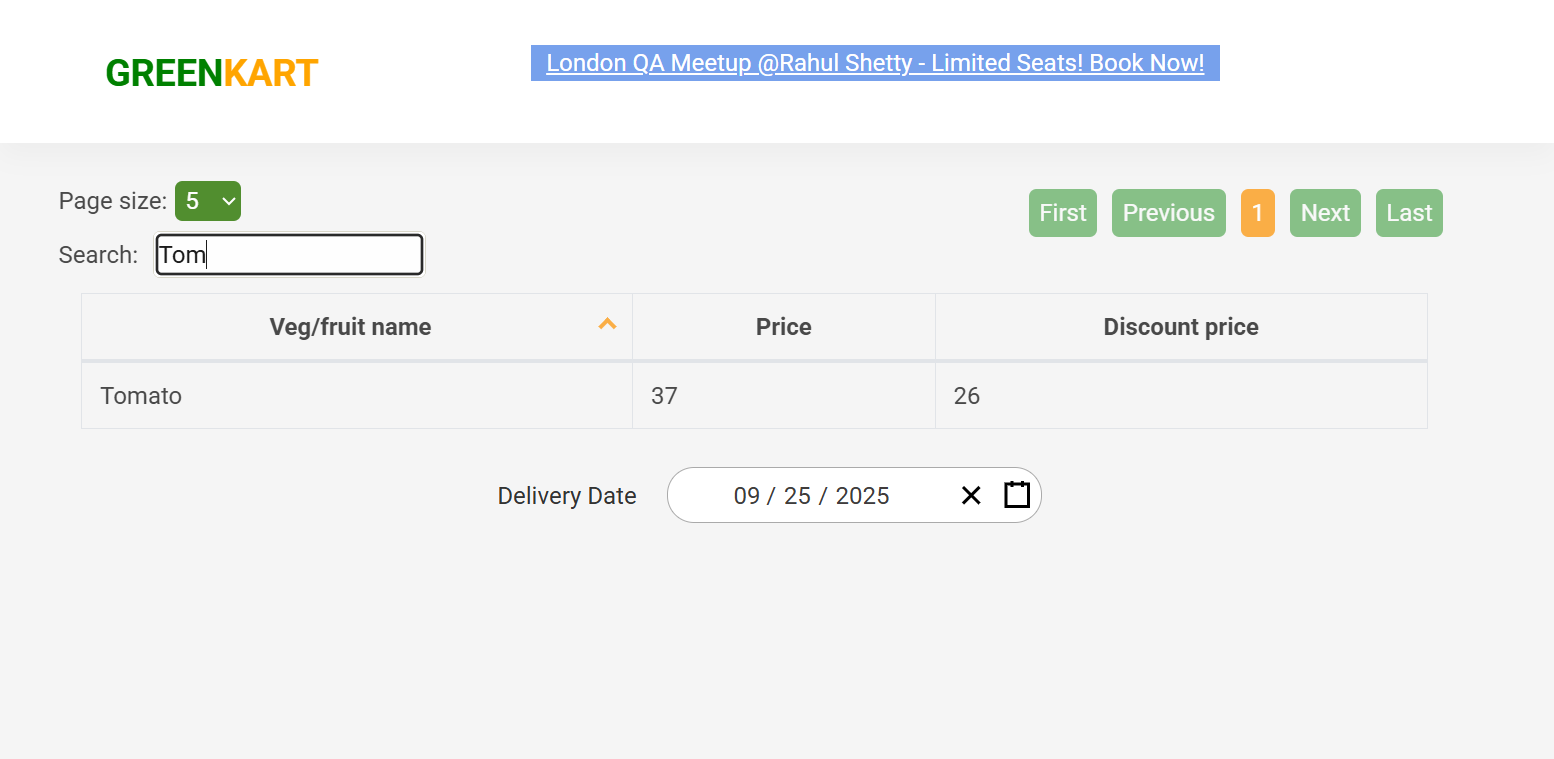 GREENKART
London QA Meetup @Rahul Shetty - Limited Seats! Book Now!
Page size: 5
First Previous 1 Next Last
Search: Tom
Veg/fruit name Price Discount price
Tomato 37 26
Delivery Date 09 / 25 / 2025